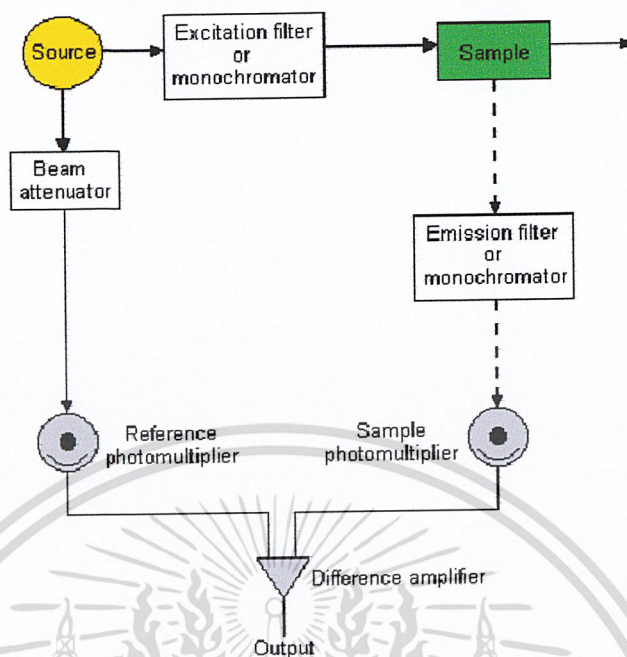 Source
Excitation filter
or
monochromator
Sample
Beam
attenuator
Emission filter
or
monochromator
Reference
photomultiplier
Sample
photomultiplier
Difference amplifier
Output